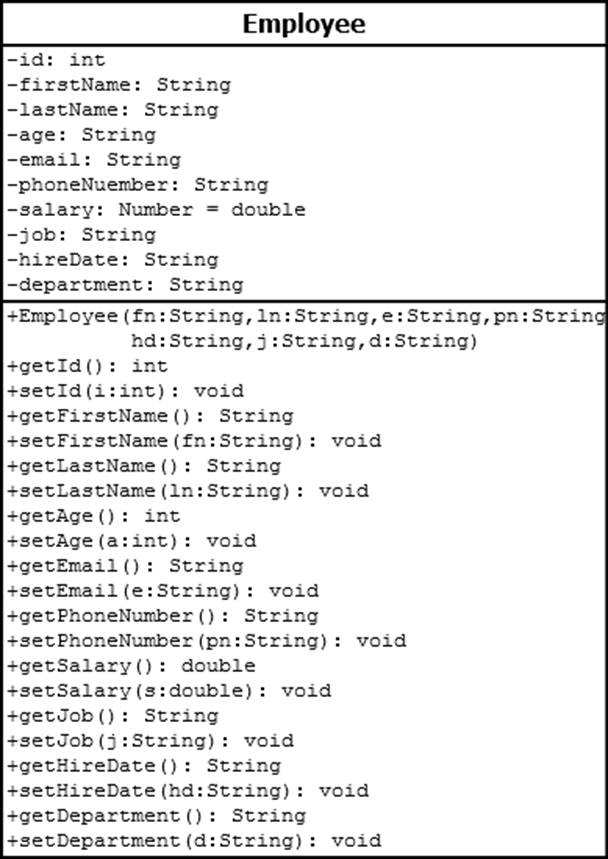 Employee
-id: int
-firstName: String
-lastName: String
-age: String
-email: String
-phoneNuember: String
-salary: Number = double
-job: String
-hireDate: String
-department: String
+Employee(fn:String,ln:String,e:String,pn:String
hd:String,j:String,d:String)
+getId(): int
+setId(i:int): void
+getFirstName(): String
+setFirstName(fn:String): void
+getLastName(): String
+setLastName(ln:String): void
+getAge(): int
+setAge(a:int): void
+getEmail(): String
+setEmail(e:String): void
+getPhoneNumber(): String
+setPhoneNumber(pn:String): void
+getSalary(): double
+setSalary(s:double): void
+getJob(): String
+setJob(j:String): void
+getHireDate(): String
+setHireDate(hd:String): void
+getDepartment(): String
+setDepartment(d:String): void